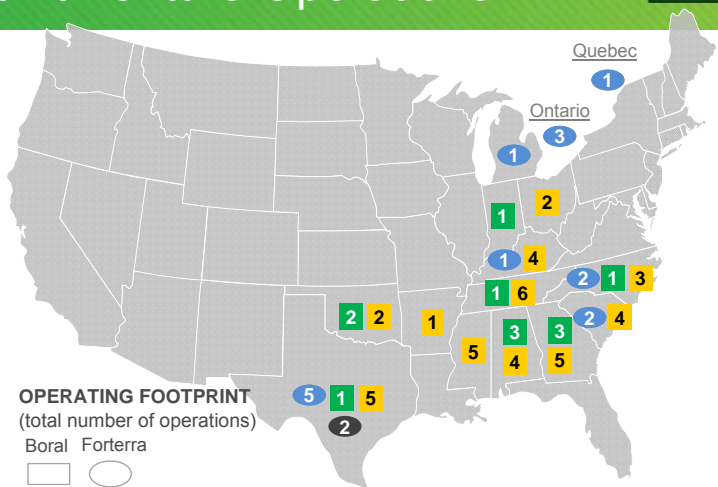 Quebec
1
Ontario
3
1
2
1
1 4
2 1 3
1 6
2 2
1
3
3
2 4
5
4
5
OPERATING FOOTPRINT
(total number of operations)
Boral Forterra
5 1 5
2